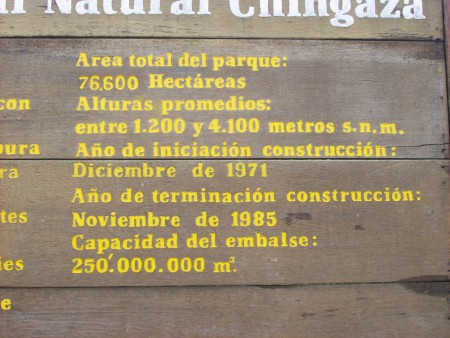 Natural Chingaza
Area total del parque:
76.600 Hectáreas
con Alturas promedios:
entre 1.200 y 4.100 metros s.n.m.
Año de iniciación construcción:
Diciembre de 1971
Año de terminación construcción:
Noviembre de 1985
Capacidad del embalse:
250'.000.000 m³.